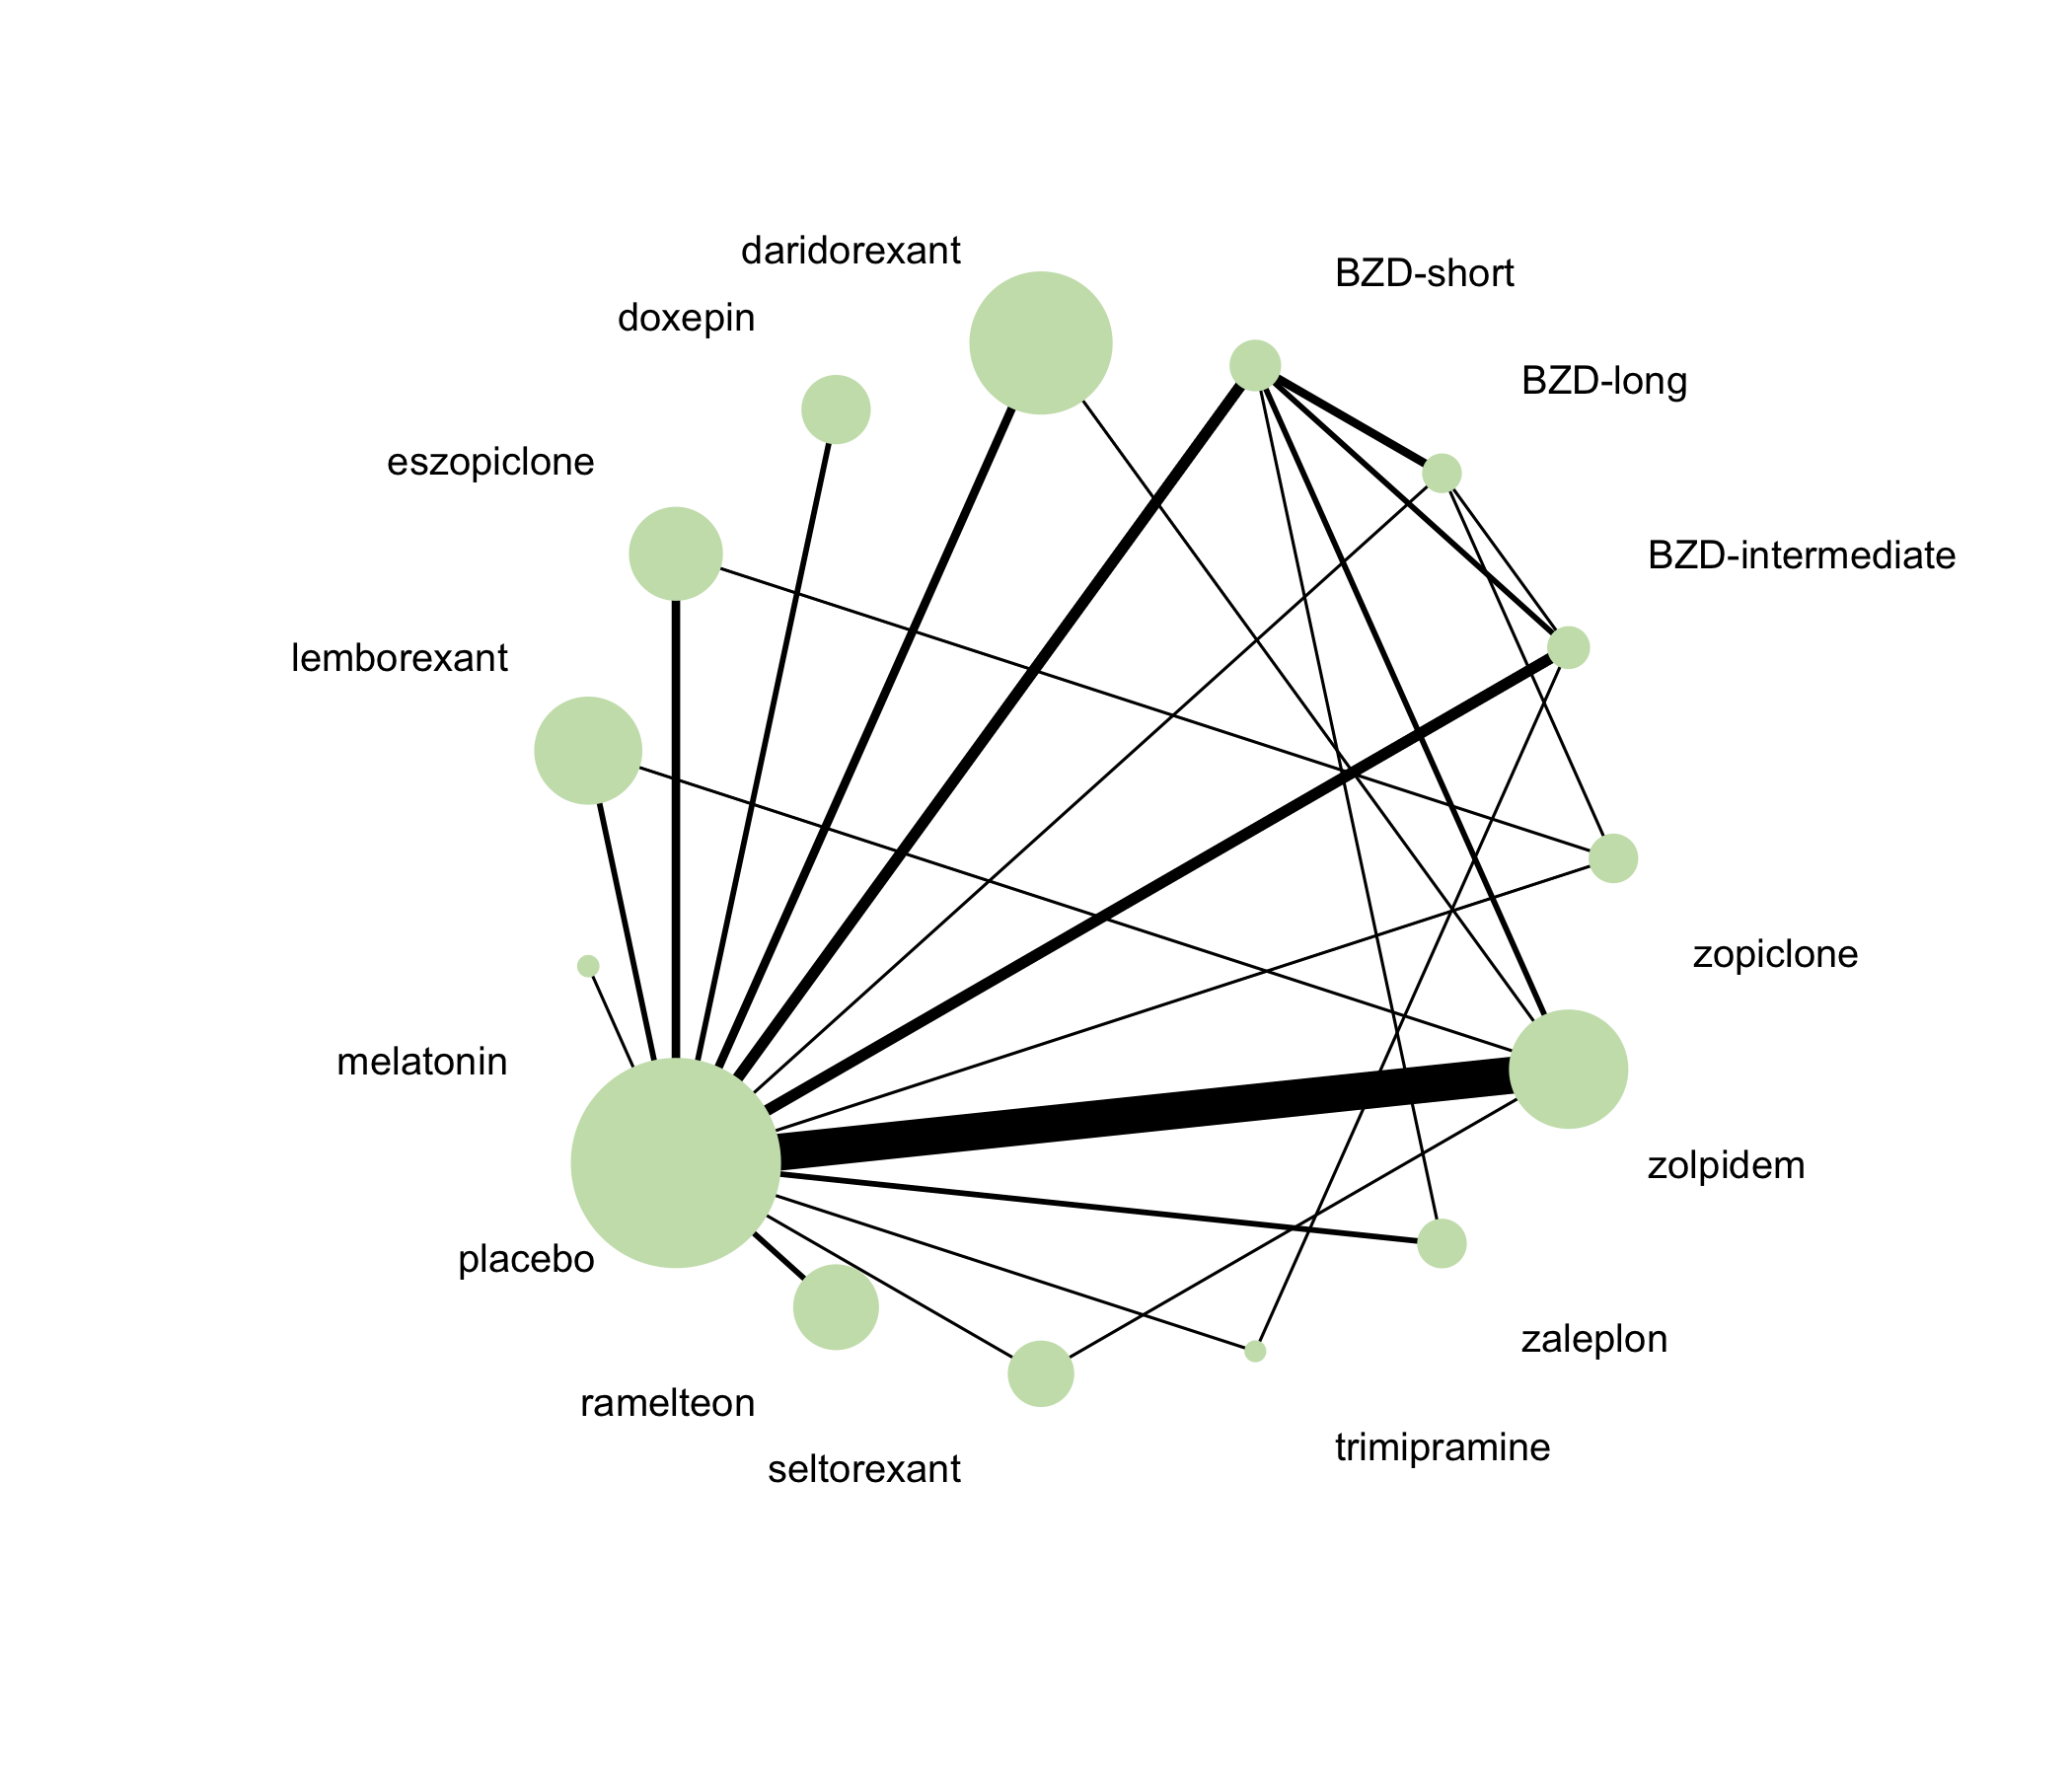 daridorexant
BZD-short
doxepin
BZD-long
eszopiclone
BZD-intermediate
lemborexant
zopiclone
melatonin
zolpidem
placebo
zaleplon
ramelteon
trimipramine
seltorexant